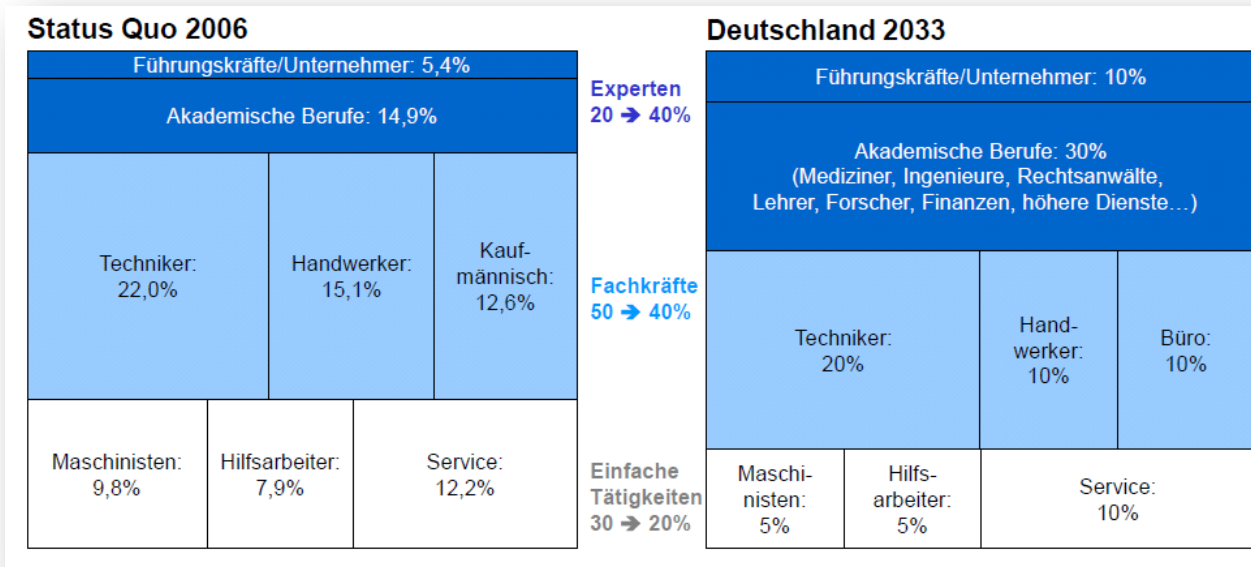 Status Quo 2006
Führungskräfte/Unternehmer: 5,4%
Akademische Berufe: 14,9%
Techniker:
22,0%
Handwerker:
15,1%
Kauf-
männisch:
12,6%
Maschinisten:
9,8%
Hilfsarbeiter:
7,9%
Service:
12,2%
Experten
20 ➔ 40%
Fachkräfte
50 ➔ 40%
Einfache
Tätigkeiten
30 ➔ 20%
Deutschland 2033
Führungskräfte/Unternehmer: 10%
Akademische Berufe: 30%
(Mediziner, Ingenieure, Rechtsanwälte,
Lehrer, Forscher, Finanzen, höhere Dienste…)
Techniker:
20%
Hand-
werker:
10%
Büro:
10%
Maschi-
nisten:
5%
Hilfs-
arbeiter:
5%
Service:
10%